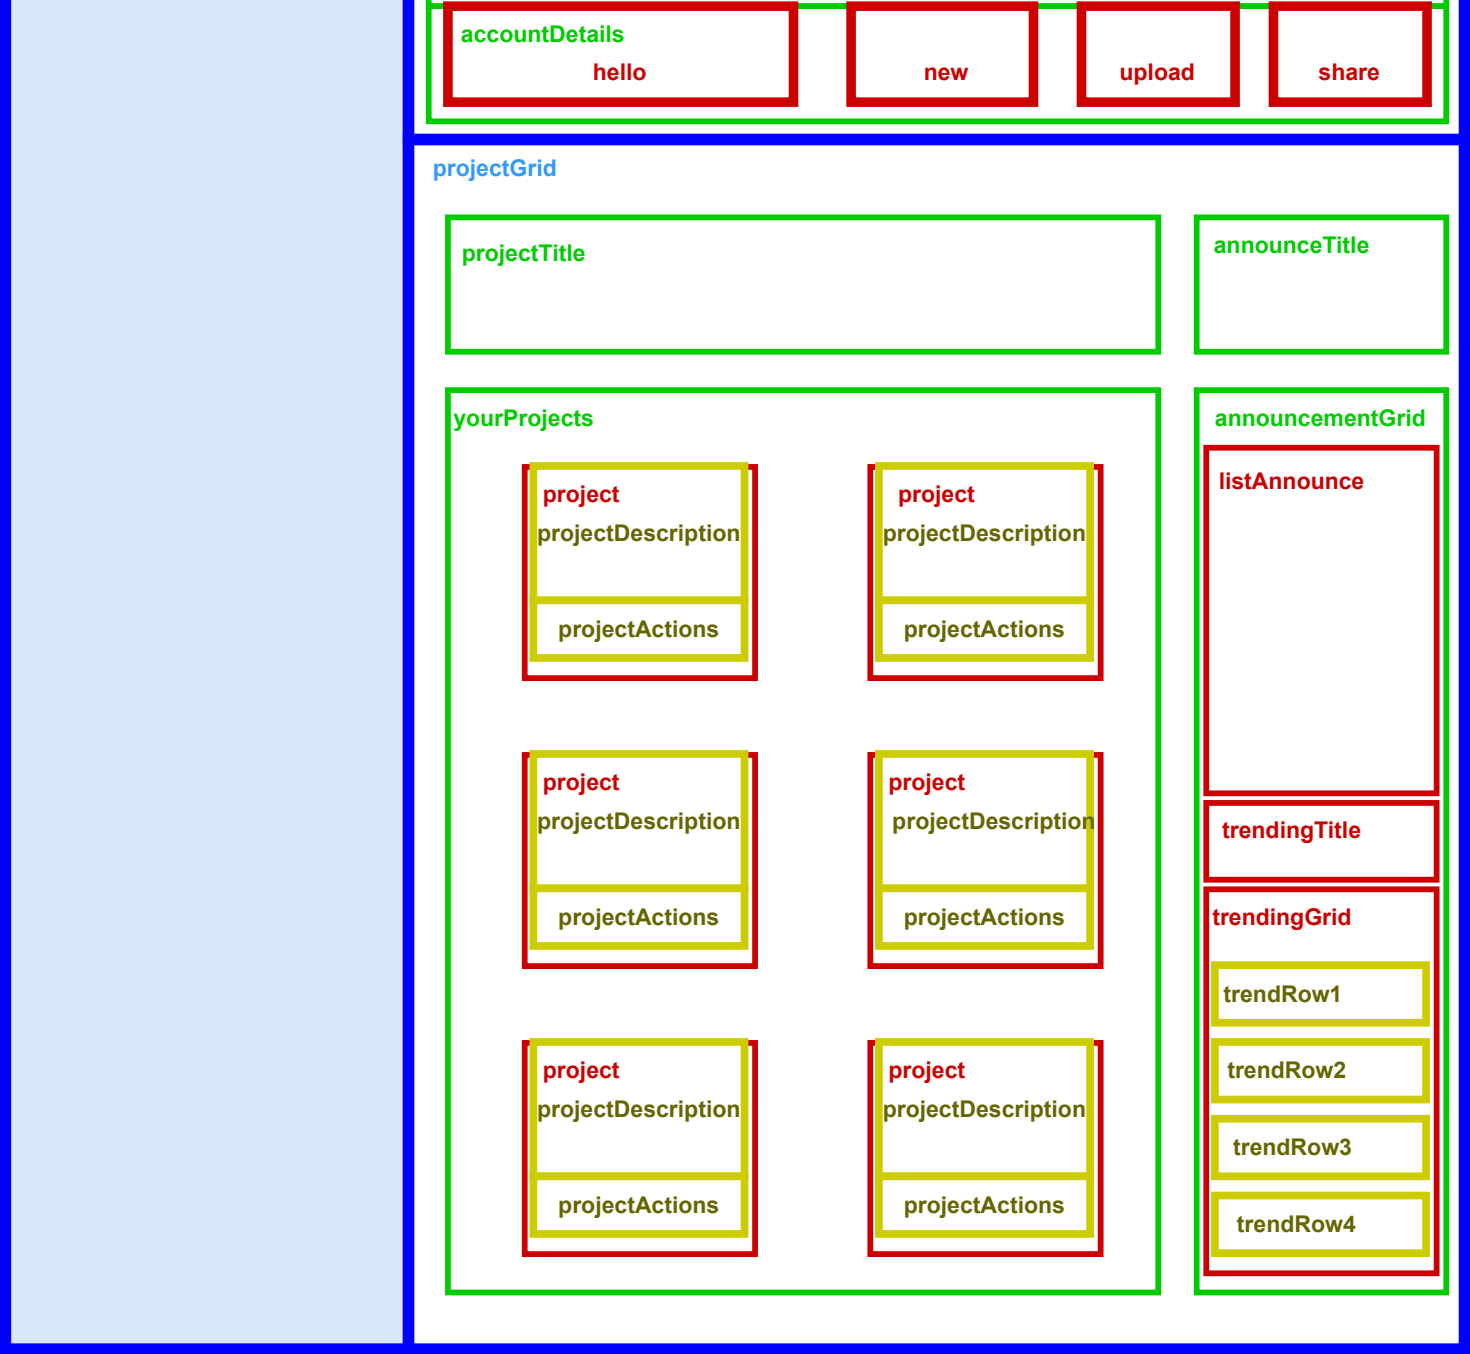 accountDetails
hello new upload share
projectGrid
projectTitle
announceTitle
yourProjects
announcementGrid
project project
projectDescription projectDescription
projectActions projectActions
project project
projectDescription projectDescription
projectActions projectActions
project project
projectDescription projectDescription
projectActions projectActions
listAnnounce
trendingTitle
trendingGrid
trendRow1
trendRow2
trendRow3
trendRow4